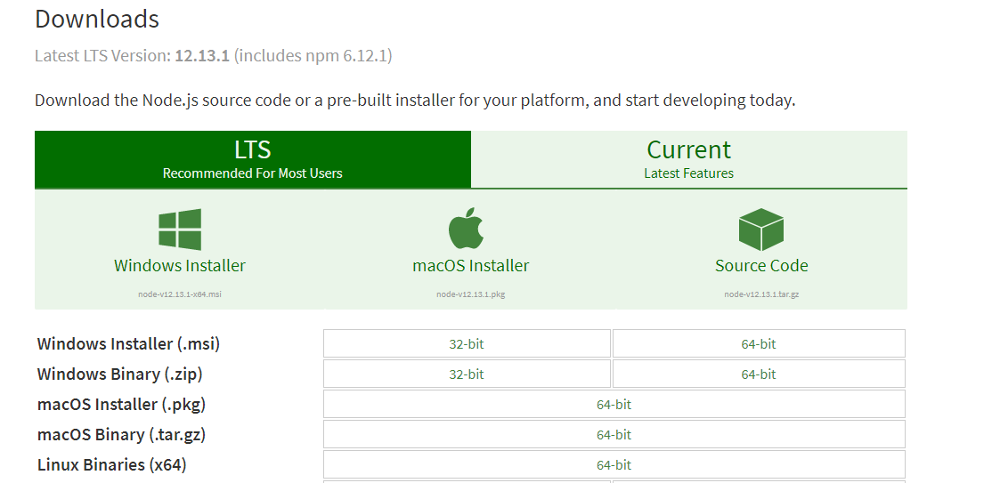 Downloads
Latest LTS Version: 12.13.1 (includes npm 6.12.1)
Download the Node.js source code or a pre-built installer for your platform, and start developing today.
LTS
Recommended For Most Users
Current
Latest Features
Windows Installer
node-v12.13.1-x64.msi
macOS Installer
node-v12.13.1.pkg
Source Code
node-v12.13.1.tar.gz
Windows Installer (.msi) 32-bit 64-bit
Windows Binary (.zip) 32-bit 64-bit
macOS Installer (.pkg) 64-bit
macOS Binary (.tar.gz) 64-bit
Linux Binaries (x64) 64-bit